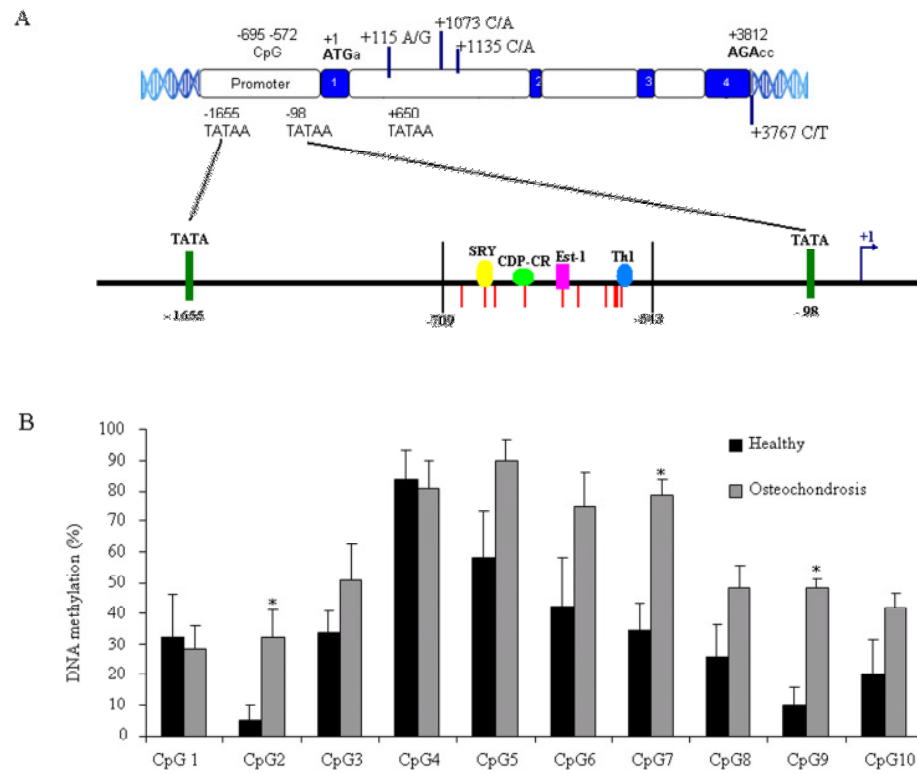 A
-695 -572
CpG
+1
ATGa
+115 A/G
+1073 C/A
+1135 C/A
+3812
AGAcc
Promoter
1
2
3
4
-1655
TATAA
-98
TATAA
+650
TATAA
+3767 C/T
TATA
SRY
CDP-CR
Est-1
Th1
TATA
+1
-1655
-709
-98
B
100
90
80
70
60
50
40
30
20
10
0
DNA methylation (%)
Healthy
Osteochondrosis
*
*
*
CpG 1
CpG2
CpG3
CpG4
CpG5
CpG6
CpG7
CpG8
CpG9
CpG10